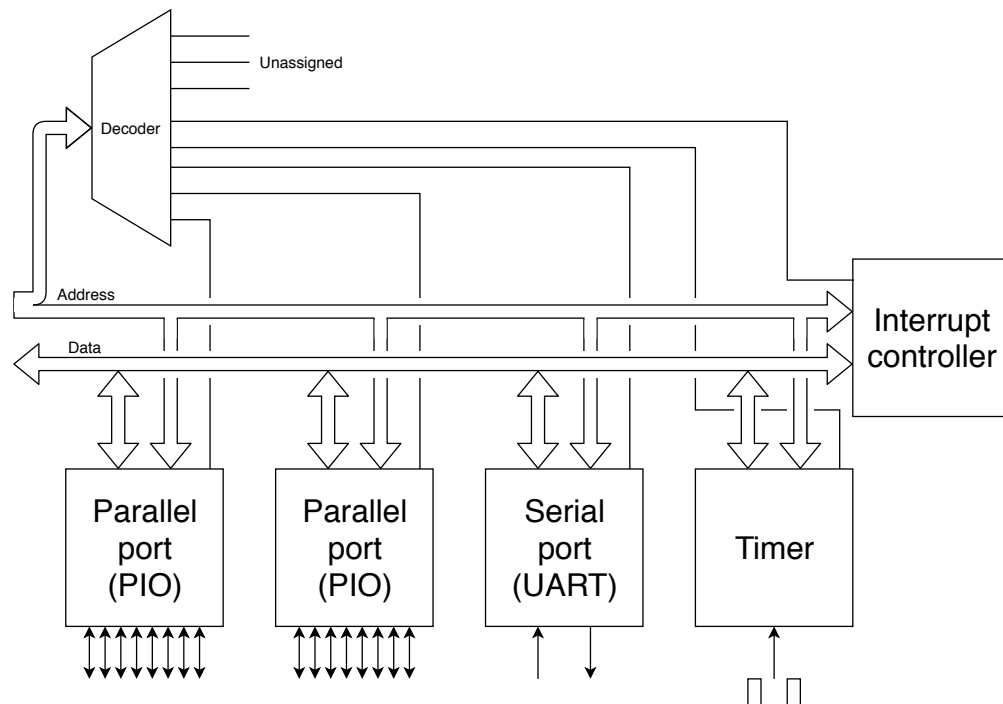 Unassigned
Decoder
Address
Data
Interrupt
controller
Parallel
port
(PIO)
Parallel
port
(PIO)
Serial
port
(UART)
Timer